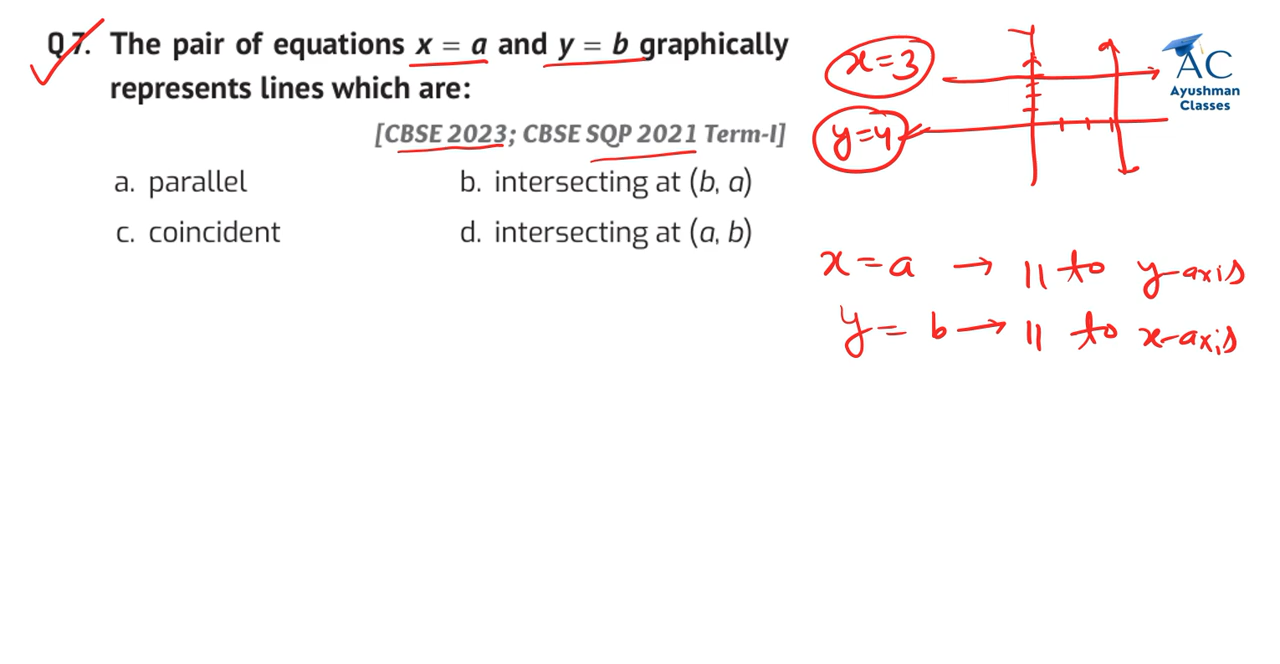 Q7. The pair of equations x = a and y = b graphically
represents lines which are:
[CBSE 2023; CBSE SQP 2021 Term-I]
a. parallel
b. intersecting at (b, a)
c. coincident
d. intersecting at (a, b)
x=3
y=4
AC
Ayushman
Classes
x = a → || to y-axis
y = b → || to x-axis